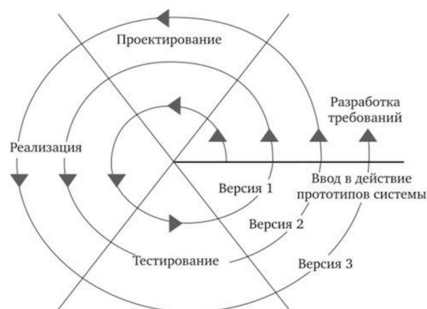 Проектирование
Разработка
требований
Реализация
Версия 1
Ввод в действие
прототипов системы
Версия 2
Тестирование
Версия 3